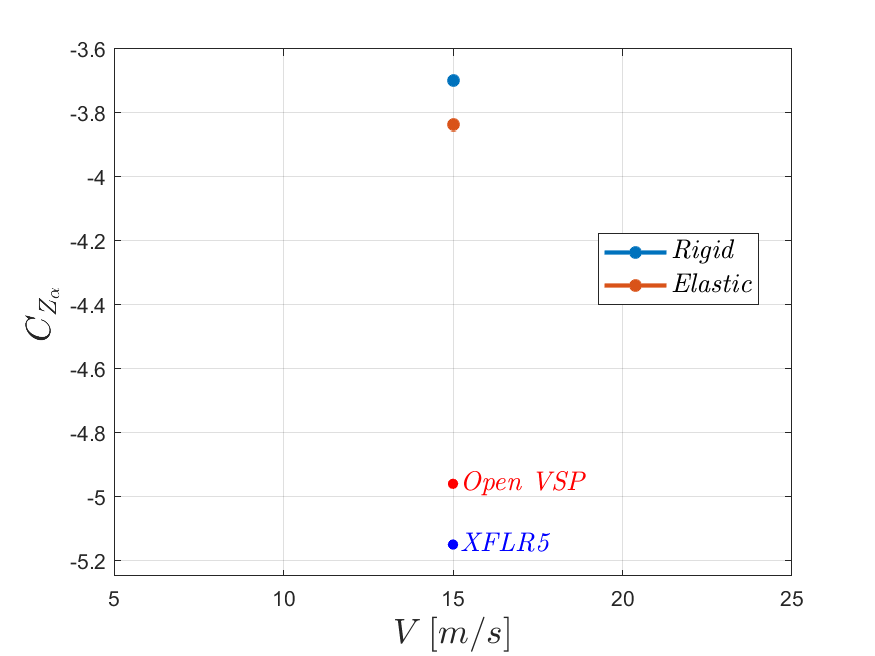 -3.6
-3.8
-4
-4.2
-4.4
-4.6
-4.8
-5
-5.2
C_{Z_α}
Rigid
Elastic
Open VSP
XFLR5
5 10 15 20 25
V [m/s]